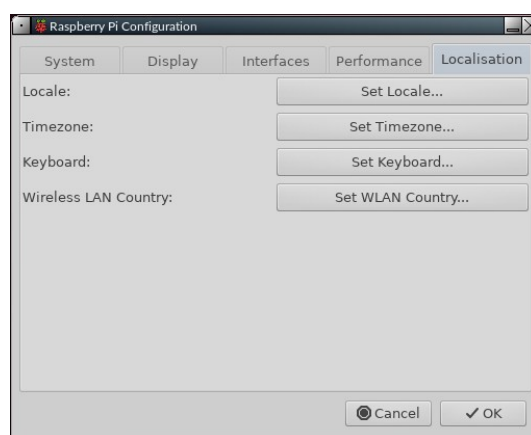 Raspberry Pi Configuration
System Display Interfaces Performance Localisation
Locale: Set Locale...
Timezone: Set Timezone...
Keyboard: Set Keyboard...
Wireless LAN Country: Set WLAN Country...
Cancel OK